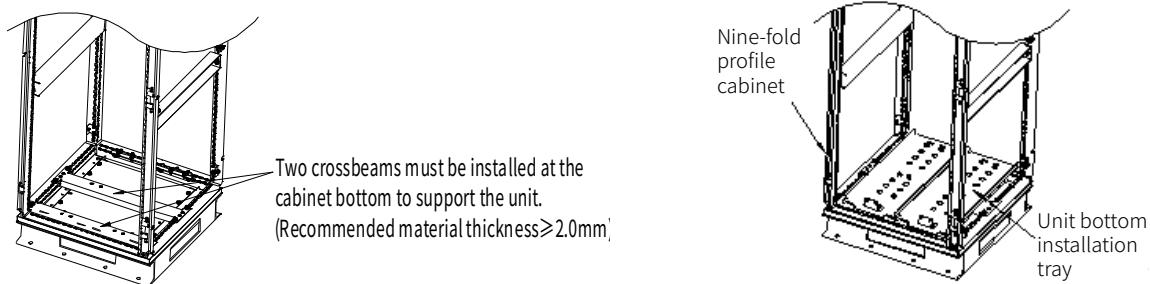 Two crossbeams must be installed at the
cabinet bottom to support the unit.
(Recommended material thickness≥2.0mm)
Nine-fold
profile
cabinet
Unit bottom
installation
tray